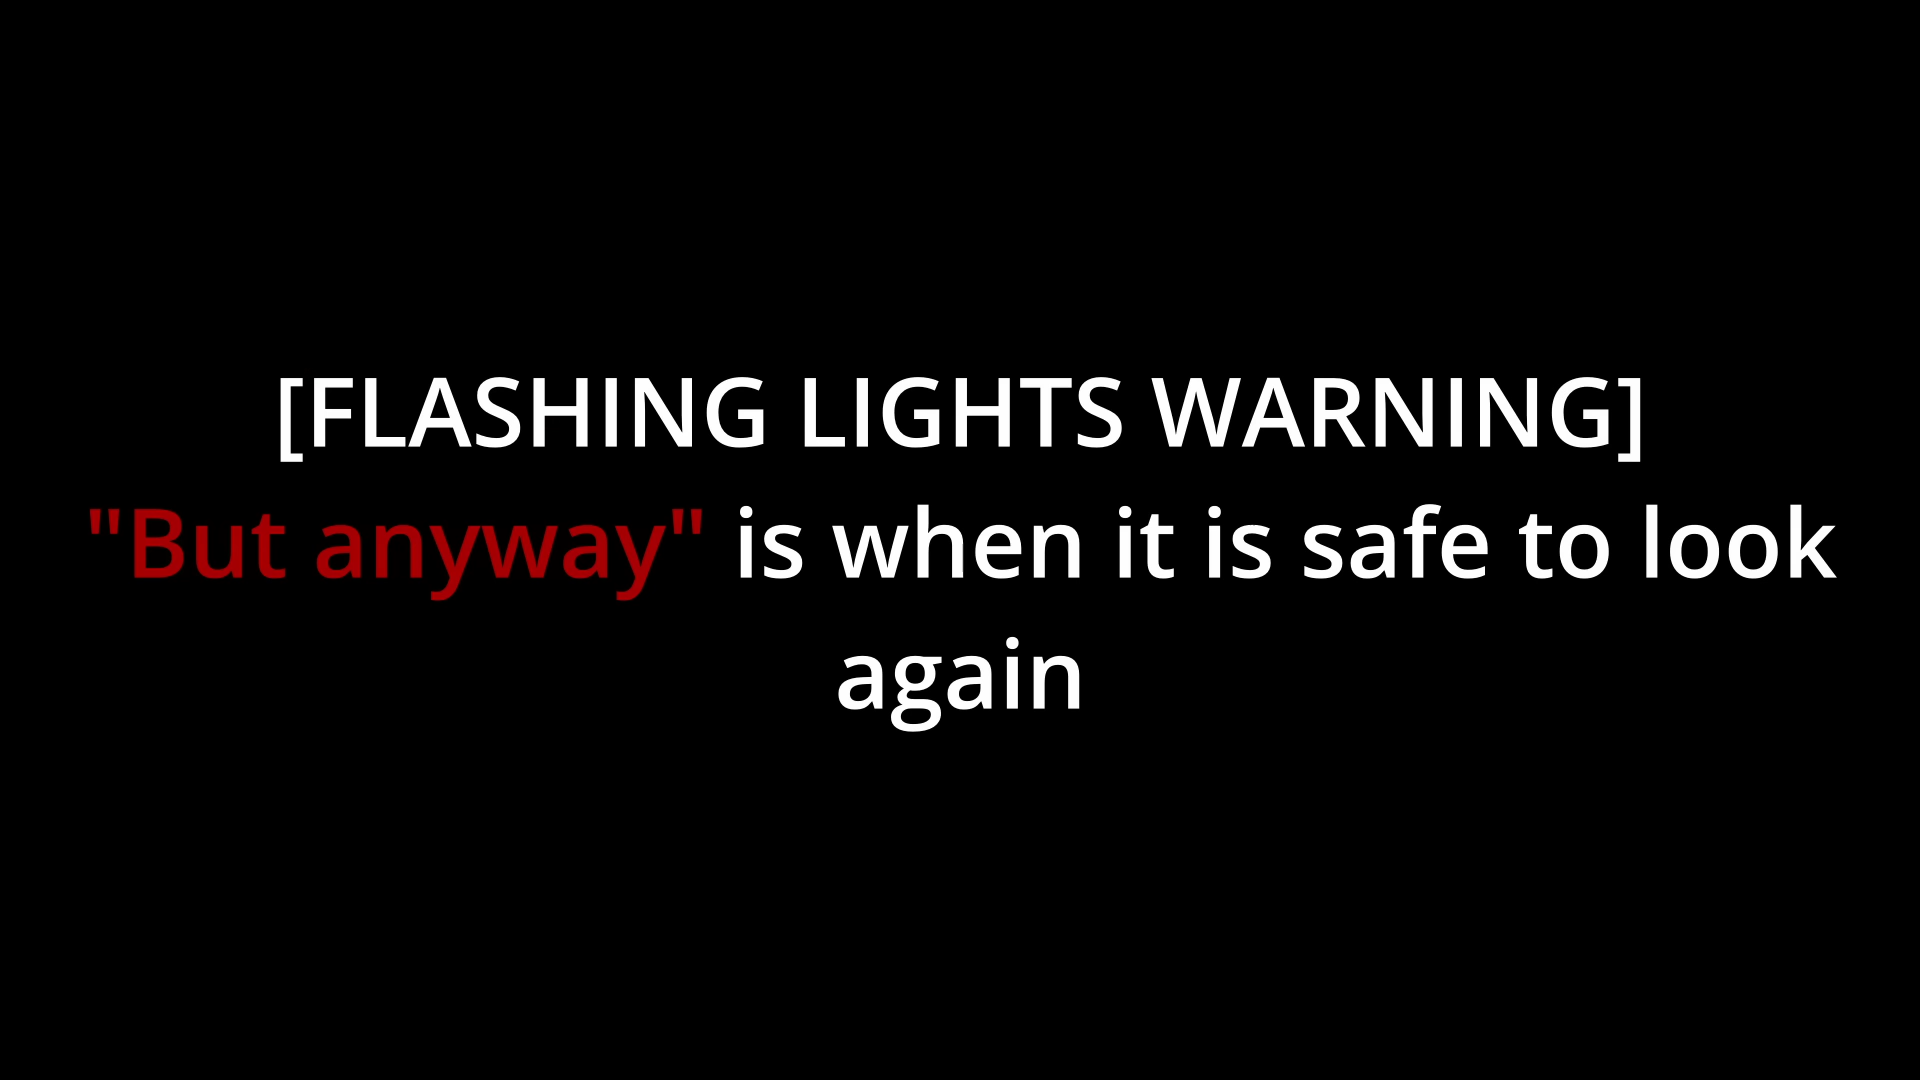 [FLASHING LIGHTS WARNING]
"But anyway" is when it is safe to look
again